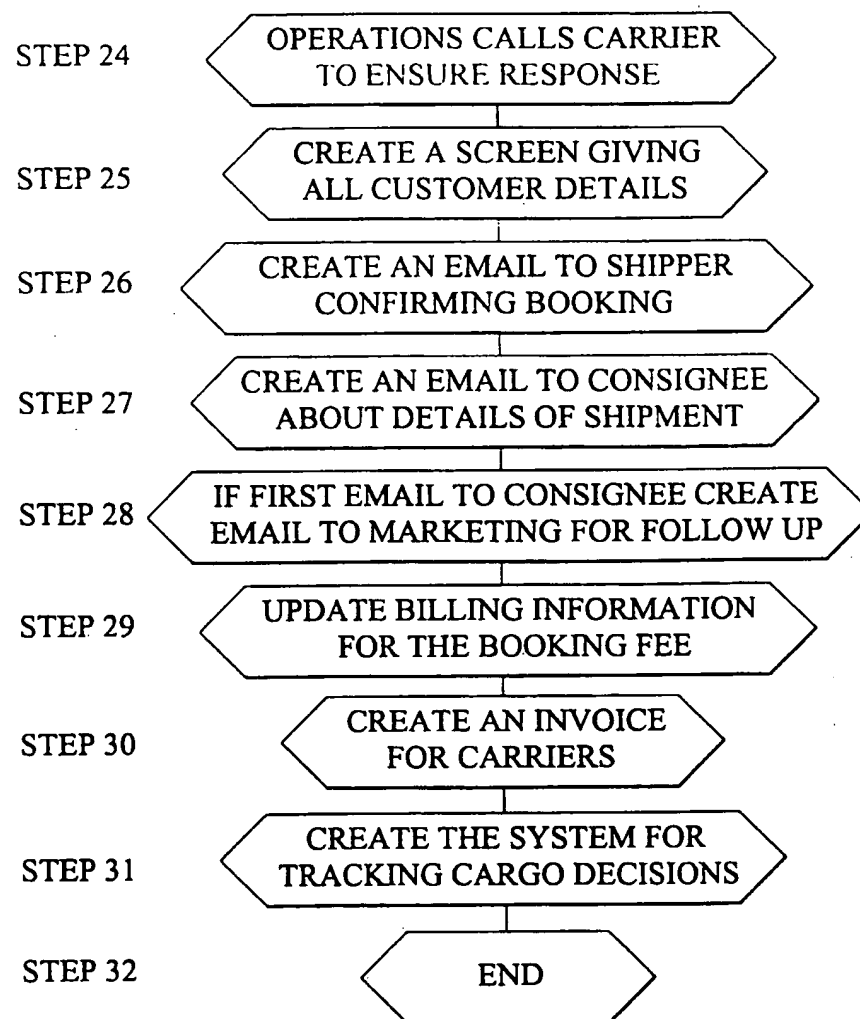 STEP 24
OPERATIONS CALLS CARRIER
TO ENSURE RESPONSE
STEP 25
CREATE A SCREEN GIVING
ALL CUSTOMER DETAILS
STEP 26
CREATE AN EMAIL TO SHIPPER
CONFIRMING BOOKING
STEP 27
CREATE AN EMAIL TO CONSIGNEE
ABOUT DETAILS OF SHIPMENT
STEP 28
IF FIRST EMAIL TO CONSIGNEE CREATE
EMAIL TO MARKETING FOR FOLLOW UP
STEP 29
UPDATE BILLING INFORMATION
FOR THE BOOKING FEE
STEP 30
CREATE AN INVOICE
FOR CARRIERS
STEP 31
CREATE THE SYSTEM FOR
TRACKING CARGO DECISIONS
STEP 32
END